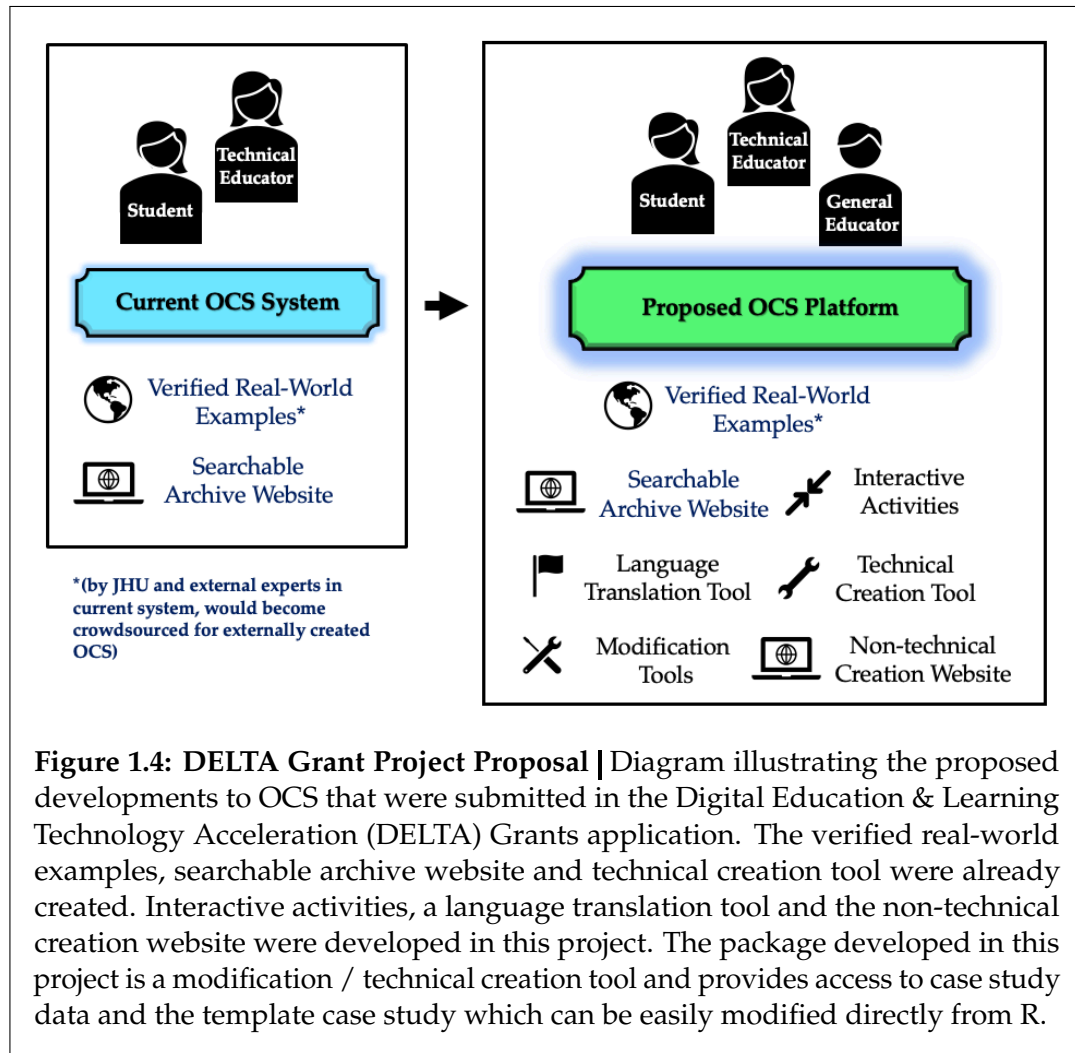 Student
Technical
Educator
Current OCS System
Verified Real-World
Examples*
Searchable
Archive Website
*(by JHU and external experts in
current system, would become
crowdsourced for externally created
OCS)
Student
Technical
Educator
General
Educator
Proposed OCS Platform
Verified Real-World
Examples*
Searchable
Archive Website
Interactive
Activities
Language
Translation Tool
Technical
Creation Tool
Modification
Tools
Non-technical
Creation Website
Figure 1.4: DELTA Grant Project Proposal | Diagram illustrating the proposed
developments to OCS that were submitted in the Digital Education & Learning
Technology Acceleration (DELTA) Grants application. The verified real-world
examples, searchable archive website and technical creation tool were already
created. Interactive activities, a language translation tool and the non-technical
creation website were developed in this project. The package developed in this
project is a modification / technical creation tool and provides access to case study
data and the template case study which can be easily modified directly from R.